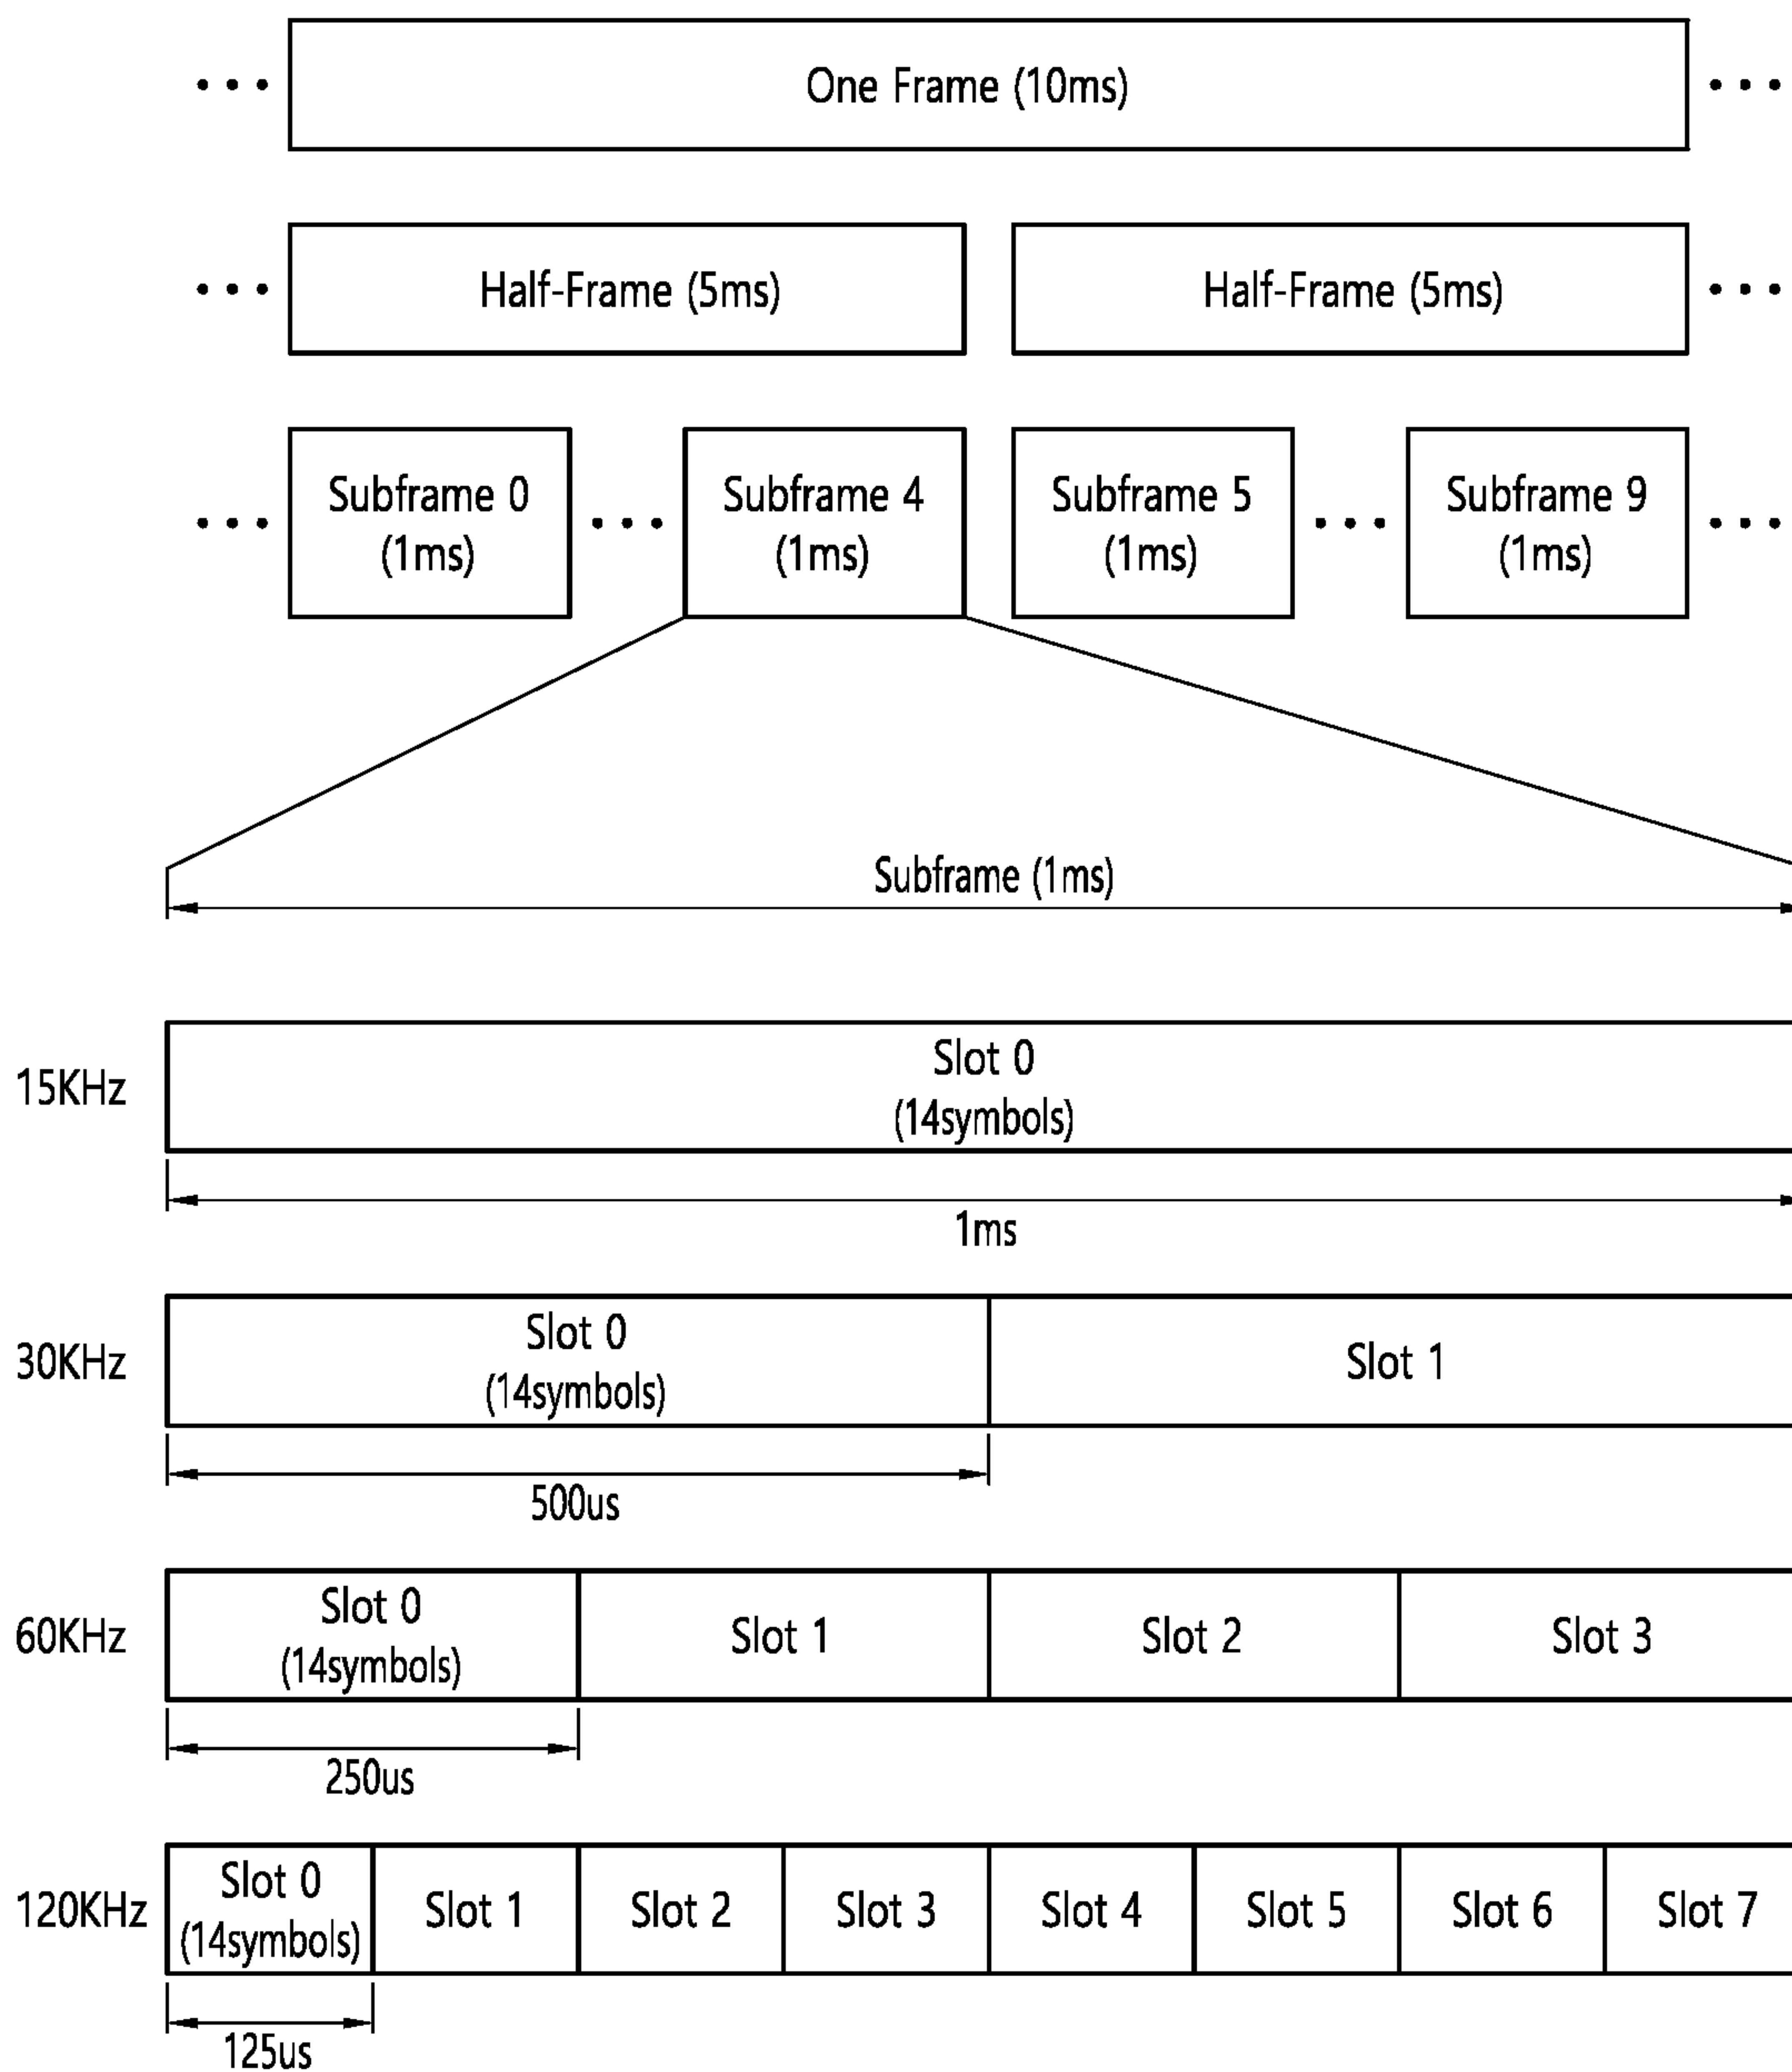 One Frame (10ms)
Half-Frame (5ms)
Half-Frame (5ms)
Subframe 0
(1ms)
Subframe 4
(1ms)
Subframe 5
(1ms)
Subframe 9
(1ms)
Subframe (1ms)
15KHz
Slot 0
(14symbols)
1ms
30KHz
Slot 0
(14symbols)
Slot 1
500us
60KHz
Slot 0
(14symbols)
Slot 1
Slot 2
Slot 3
250us
120KHz
Slot 0
(14symbols)
Slot 1
Slot 2
Slot 3
Slot 4
Slot 5
Slot 6
Slot 7
125us